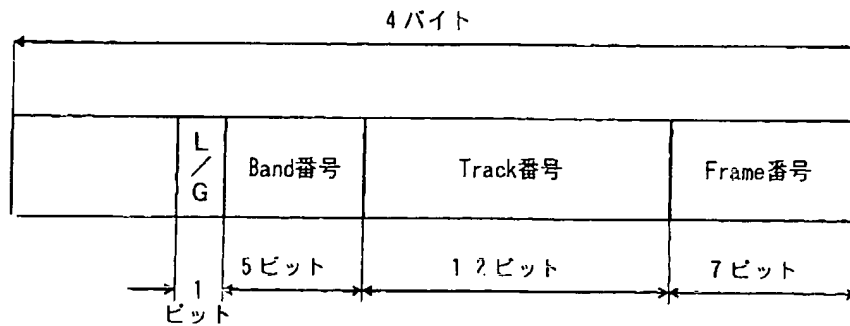 4バイト
L/G
Band番号
Track番号
Frame番号
1ビット
5ビット
12ビット
7ビット